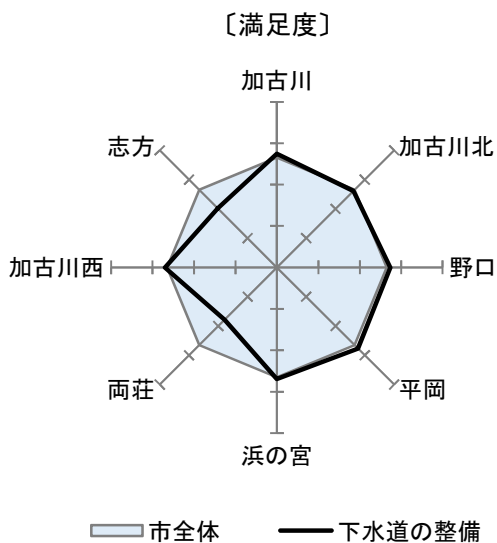 〔満足度〕
加古川
志方
加古川北
加古川西
野口
両荘
平岡
浜の宮
市全体
下水道の整備